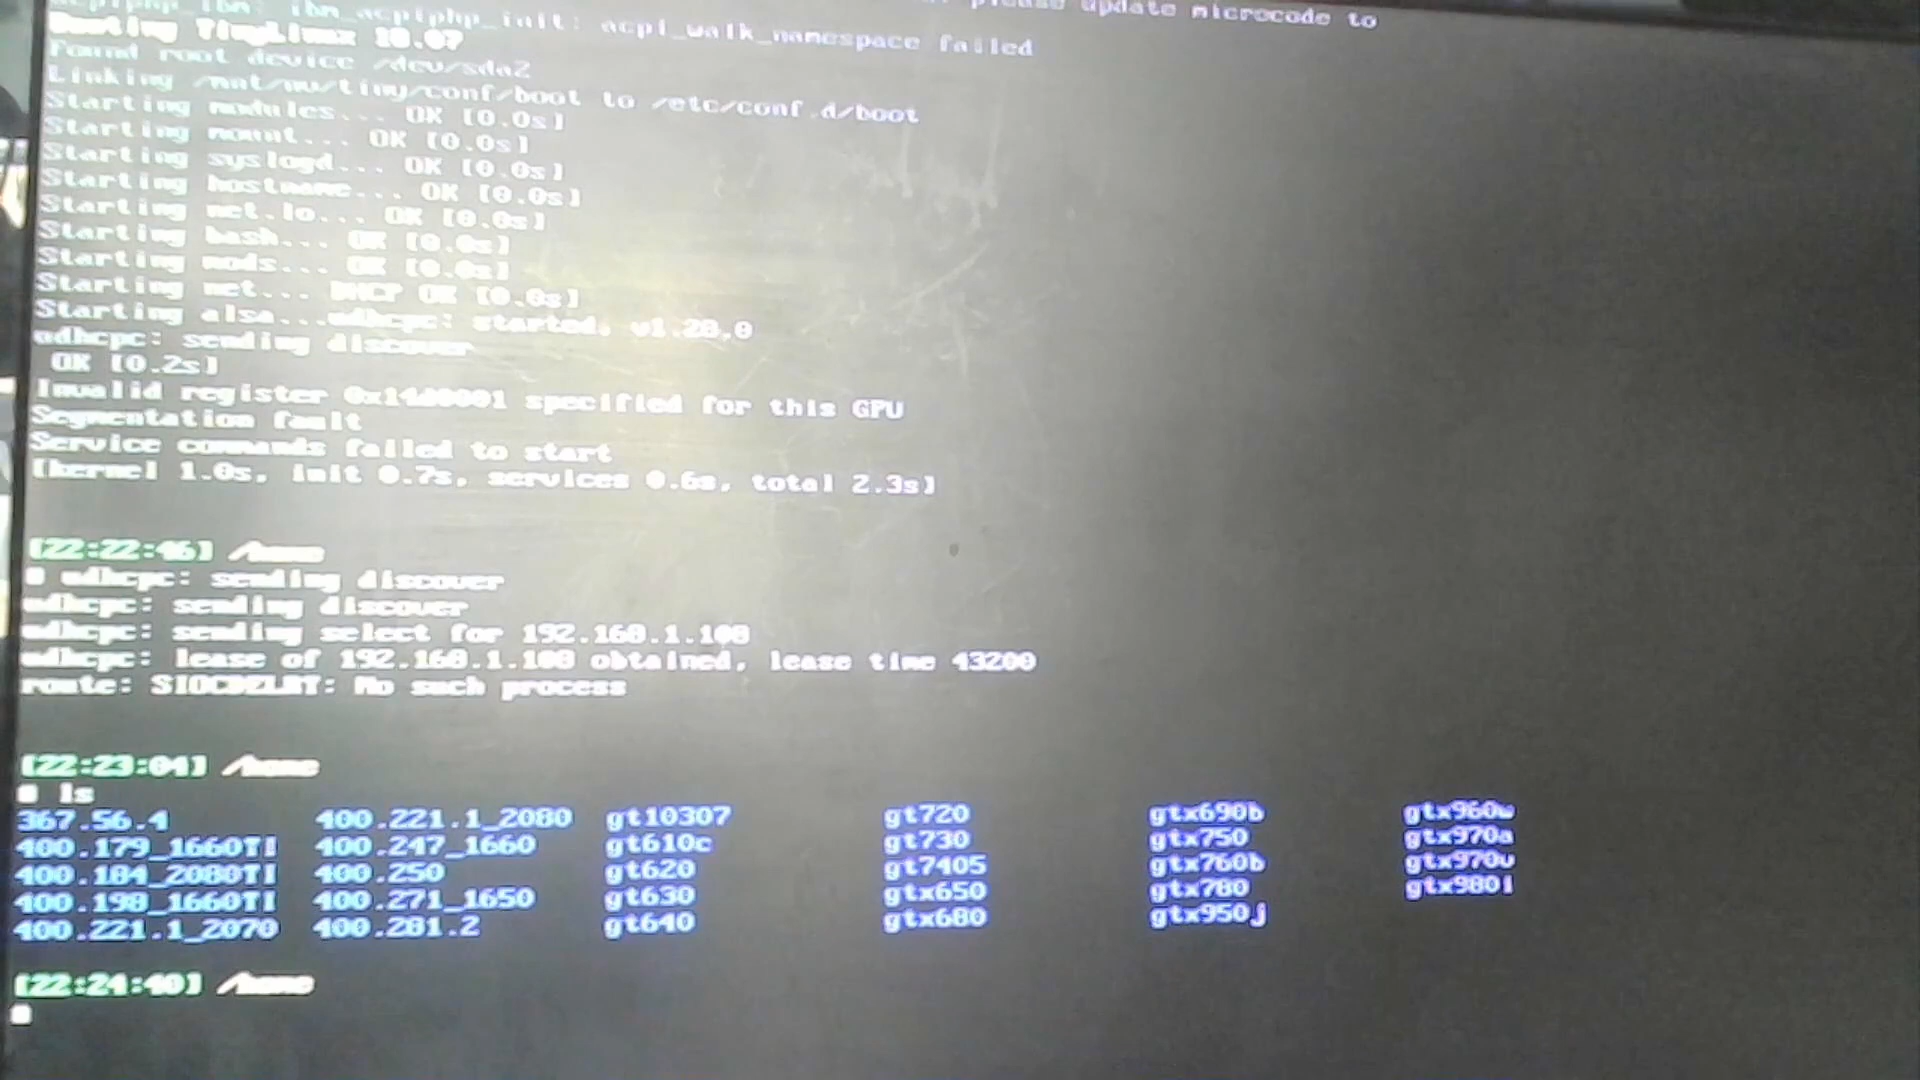 please update microcode to
acpiphp_ibm: ibm_acpiphp_init: acpi_walk_namespace failed
Booting TinyLinux 18.07
Found root device /dev/sda2
Linking /mnt/nv/tiny/conf/boot to /etc/conf.d/boot
Starting modules... OK [0.0s]
Starting mount... OK [0.0s]
Starting syslogd... OK [0.0s]
Starting hostname... OK [0.0s]
Starting net.lo... OK [0.0s]
Starting bash... OK [0.0s]
Starting mods... OK [0.0s]
Starting net... DHCP OK [0.0s]
Starting alsa...udhcpc: started, v1.20.0
udhcpc: sending discover
OK [0.2s]
Invalid register 0x14d0001 specified for this GPU
Segmentation fault
Service commands failed to start
[kernel 1.0s, init 0.7s, services 0.6s, total 2.3s]
[22:22:46] /home
# udhcpc: sending discover
udhcpc: sending discover
udhcpc: sending select for 192.168.1.108
udhcpc: lease of 192.168.1.108 obtained, lease time 43200
route: SIOCDELRT: No such process
[22:23:04] /home
# ls
367.56.4 400.221.1_2080 gt10307 gt720 gtx690b gtx960w
400.179_1660TI 400.247_1660 gt610c gt730 gtx750 gtx970a
400.184_2080TI 400.250 gt620 gt7405 gtx760b gtx970v
400.198_1660TI 400.271_1650 gt630 gtx650 gtx780 gtx980i
400.221.1_2070 400.281.2 gt640 gtx680 gtx950j
[22:24:40] /home
#